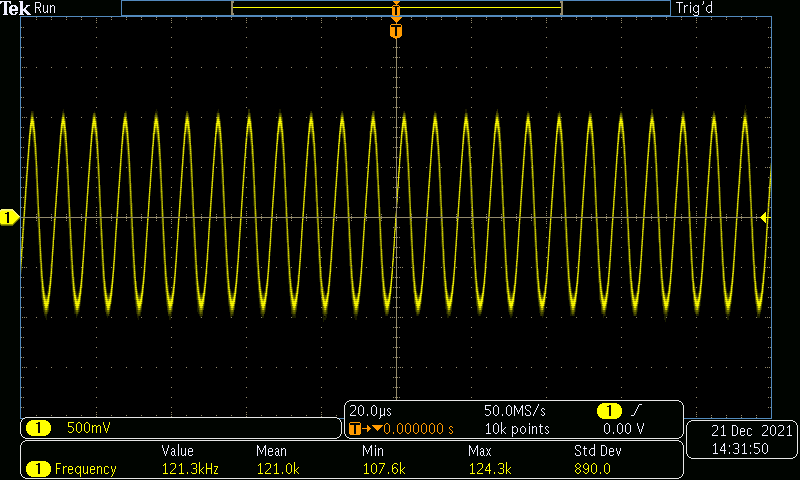 Tek Run Trig'd
T
T
1
20.0µs 50.0MS/s 1
1 500mV T→▼0.000000 s 10k points 0.00 V
21 Dec 2021
14:31:50
Value Mean Min Max Std Dev
1 Frequency 121.3kHz 121.0k 107.6k 124.3k 890.0